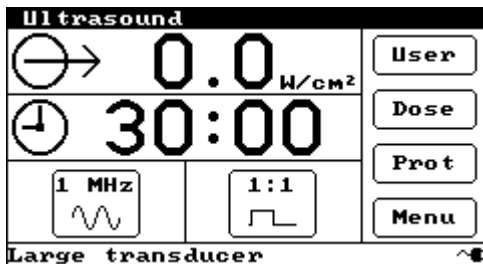 Ultrasound
0.0 W/cm²
User
30:00
Dose
Prot
1 MHz
1:1
Menu
Large transducer